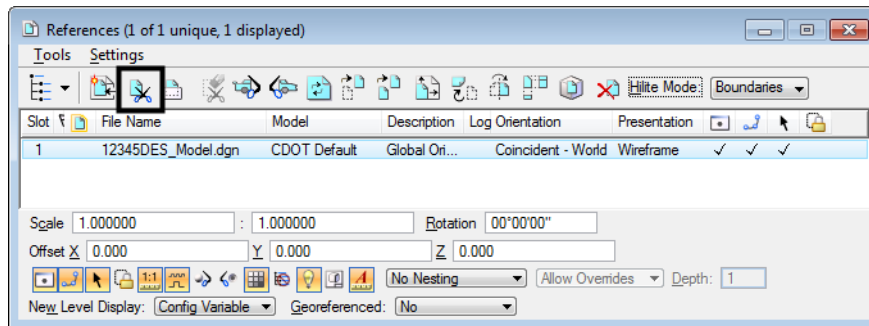 References (1 of 1 unique, 1 displayed)
Tools Settings
Hilite Mode: Boundaries
Slot File Name Model Description Log Orientation Presentation
1 12345DES_Model.dgn CDOT Default Global Ori... Coincident - World Wireframe
Scale 1.000000 : 1.000000 Rotation 00°00'00"
Offset X 0.000 Y 0.000 Z 0.000
1:1 A No Nesting Allow Overrides Depth: 1
New Level Display: Config Variable Georeferenced: No